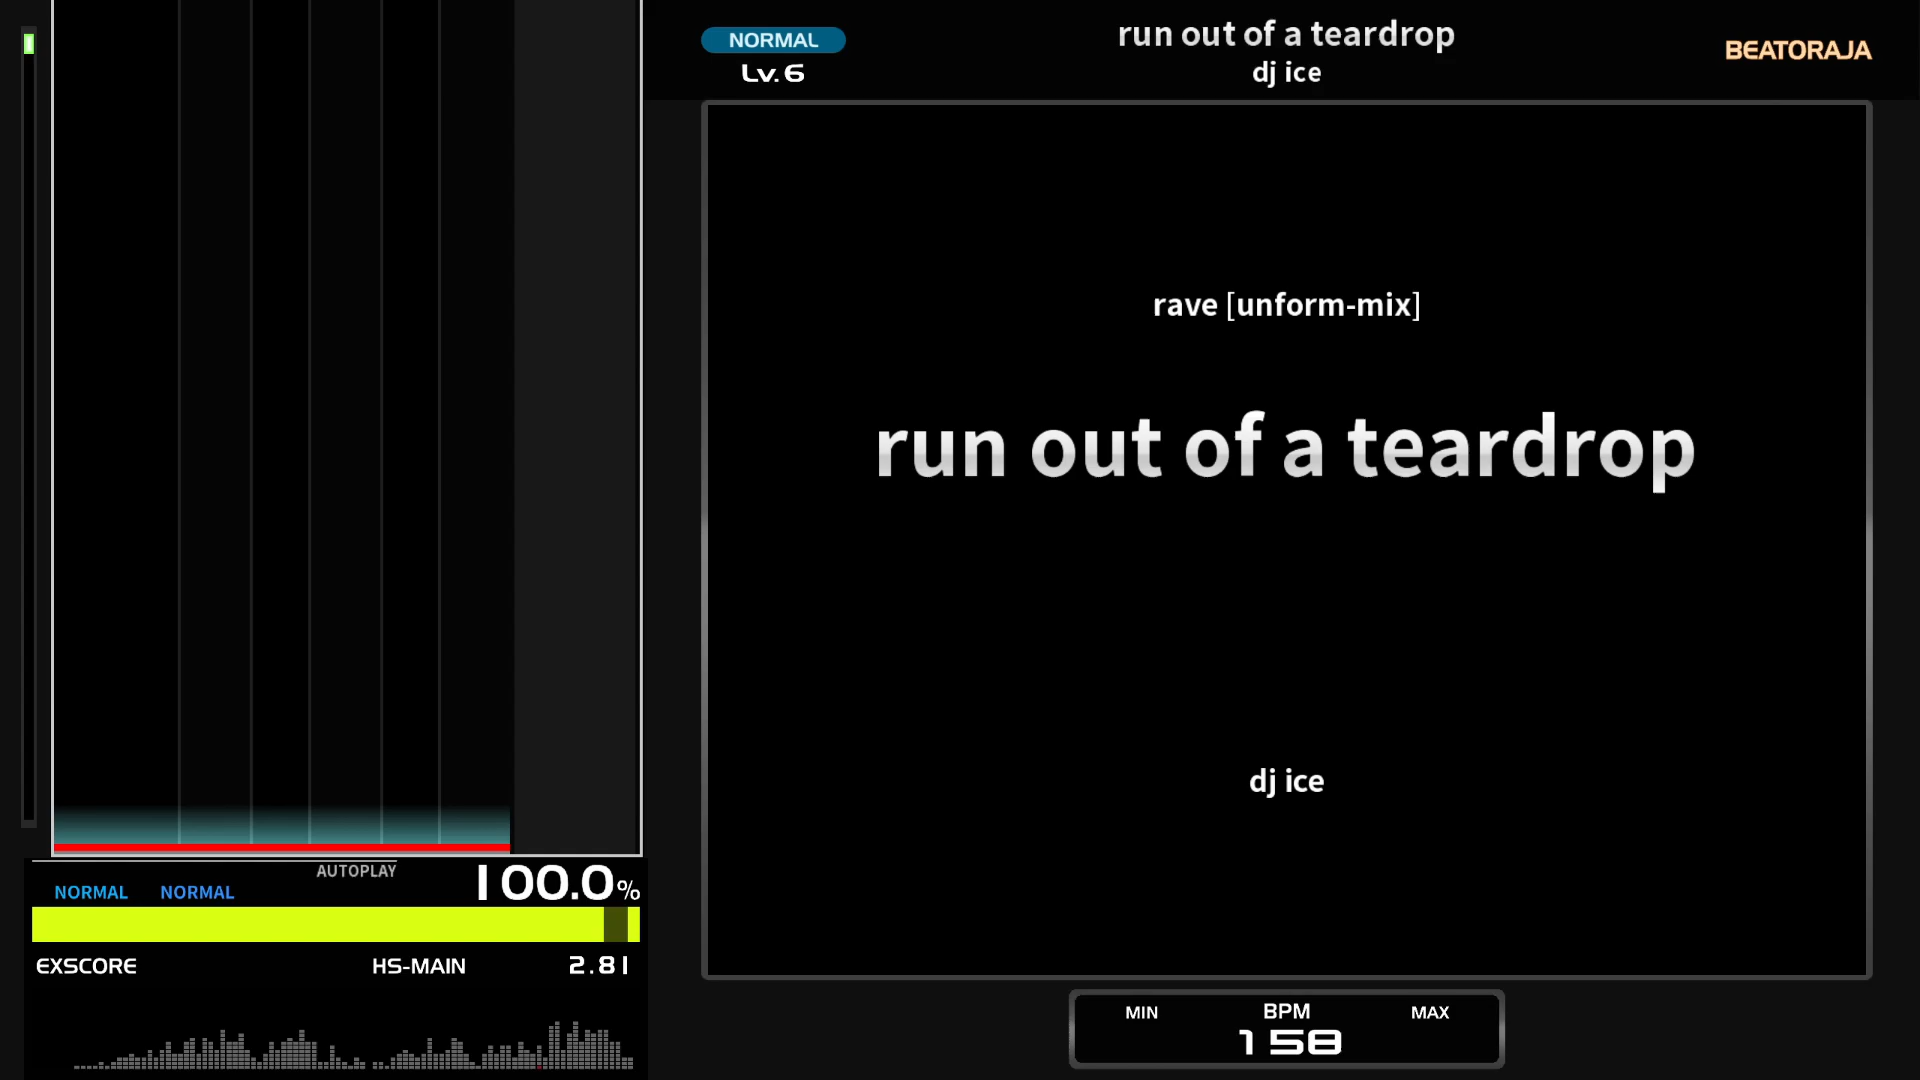 NORMAL
Lv.6
run out of a teardrop
dj ice
BEATORAJA
rave [unform-mix]
run out of a teardrop
dj ice
AUTOPLAY
NORMAL NORMAL
100.0%
EXSCORE HS-MAIN 2.81
MIN BPM MAX
158